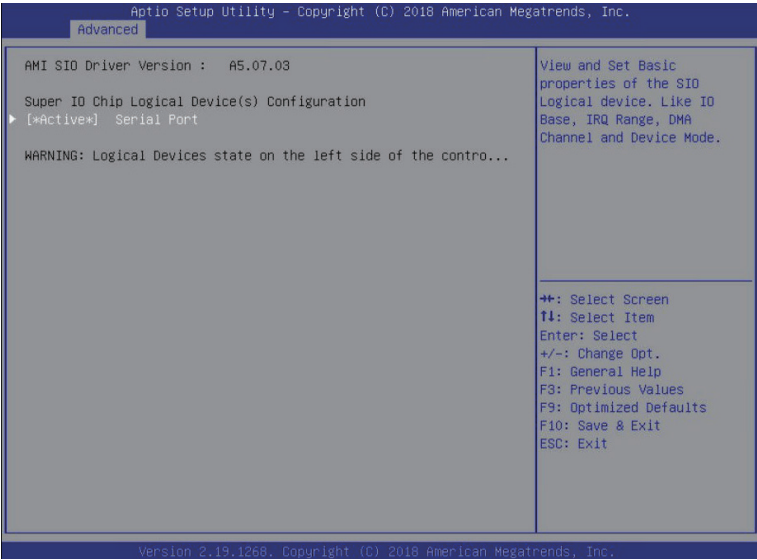 Aptio Setup Utility – Copyright (C) 2018 American Megatrends, Inc.
Advanced
AMI SIO Driver Version :   A5.07.03
Super IO Chip Logical Device(s) Configuration
[*Active*]   Serial Port
WARNING: Logical Devices state on the left side of the contro...
View and Set Basic
properties of the SIO
Logical device. Like IO
Base, IRQ Range, DMA
Channel and Device Mode.
→←: Select Screen
↑↓: Select Item
Enter: Select
+/-: Change Opt.
F1: General Help
F3: Previous Values
F9: Optimized Defaults
F10: Save & Exit
ESC: Exit
Version 2.19.1268. Copyright (C) 2018 American Megatrends, Inc.